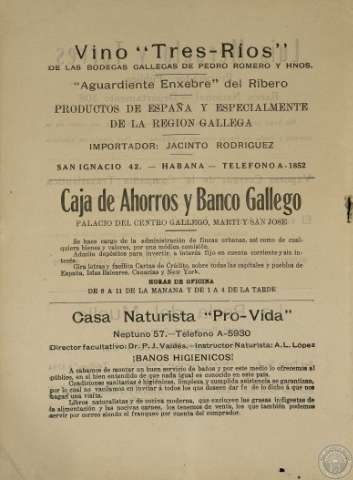 Vino "Tres-Ríos"
DE LAS BODEGAS GALLEGAS DE PEDRO ROMERO Y HNOS.
"Aguardiente Enxebre" del Ribero
PRODUCTOS DE ESPAÑA Y ESPECIALMENTE
DE LA REGION GALLEGA
IMPORTADOR: JACINTO RODRIGUEZ
SAN IGNACIO 42. — HABANA — TELEFONO A-1852
Caja de Ahorros y Banco Gallego
PALACIO DEL CENTRO GALLEGO, MARTI Y SAN JOSE
Se hace cargo de la administración de fincas urbanas, así como de cual-
quiera bienes y valores, por una módica comisión.
Admite depósitos para invertir, a interés fijo en cuenta corriente y sin in-
terés.
Gira letras y facilita Cartas de Crédito, sobre todas las capitales y pueblos de
España, Islas Baleares, Canarias y New York.
HORAS DE OFICINA
DE 8 A 11 DE LA MAÑANA Y DE 1 A 4 DE LA TARDE
Casa Naturista "Pro-Vida"
Neptuno 57.—Teléfono A-5930
Director facultativo: Dr. P. J. Valdés.—Instructor Naturista: A. L. López
¡BANOS HIGIENICOS!
Acabamos de montar un buen servicio de baños y por este medio lo ofrecemos al
público, en el bien entendido de que nada igual es conocido en este país.
Condiciones sanitarias é higiénicas, limpieza y cumplida asistencia se garantizan,
por lo cual no vacilamos en invitar á todos los que deseen dar fe de lo dicho á que nos
hagan una visita.
Libros naturalistas y de cocina moderna, que excluyen las grasas indigestas de
la alimentación y las nocivas carnes, los tenemos de venta, los que también podemos
servir por correo siendo el franqueo por cuenta del comprador.